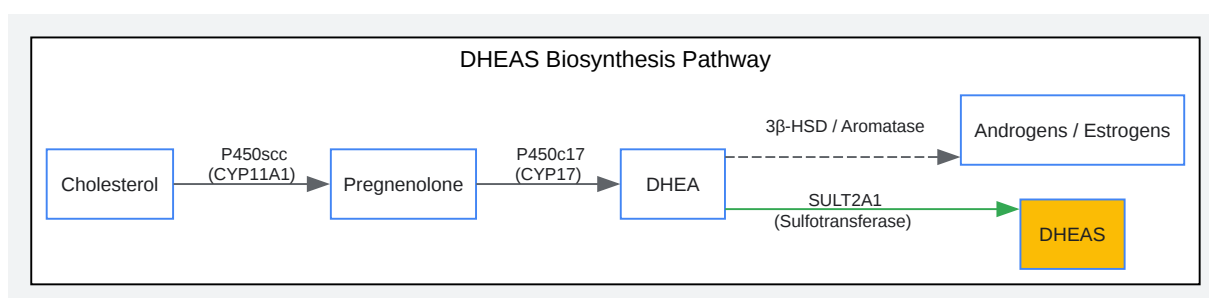 DHEAS Biosynthesis Pathway
Cholesterol
P450scc
(CYP11A1)
Pregnenolone
P450c17
(CYP17)
DHEA
3β-HSD / Aromatase
Androgens / Estrogens
SULT2A1
(Sulfotransferase)
DHEAS